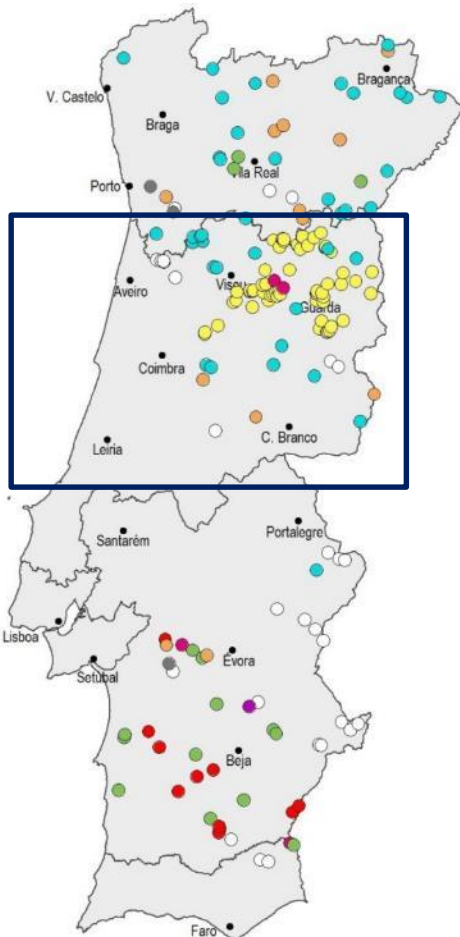 Bragança
V. Castelo
Braga
Vila Real
Porto
Viseu
Aveiro
Guarda
Coimbra
C. Branco
Leiria
Portalegre
Santarém
Lisboa
Évora
Setúbal
Beja
Faro